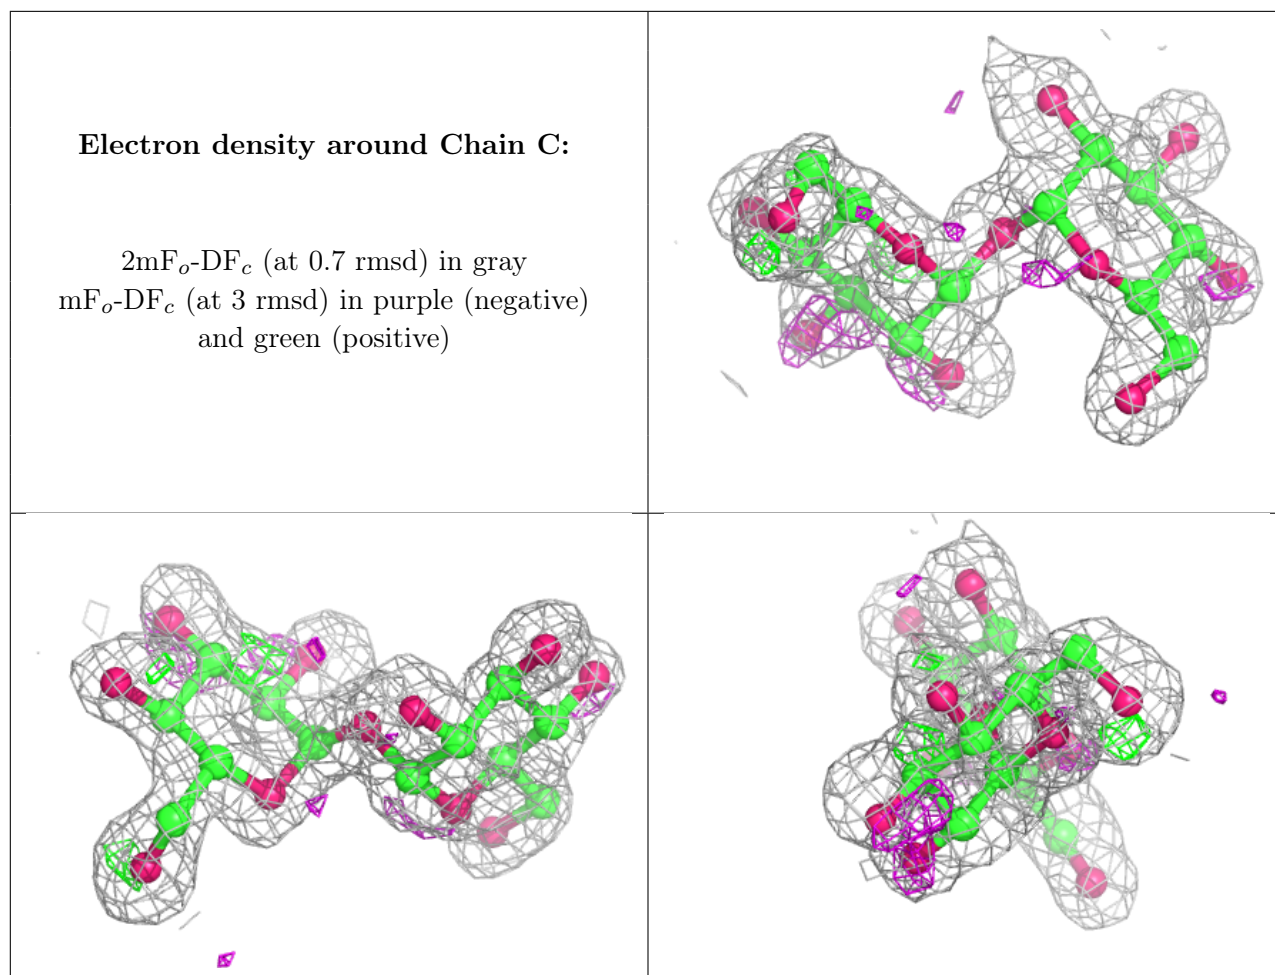 Electron density around Chain C:
2mFo-DFc (at 0.7 rmsd) in gray
mFo-DFc (at 3 rmsd) in purple (negative)
and green (positive)